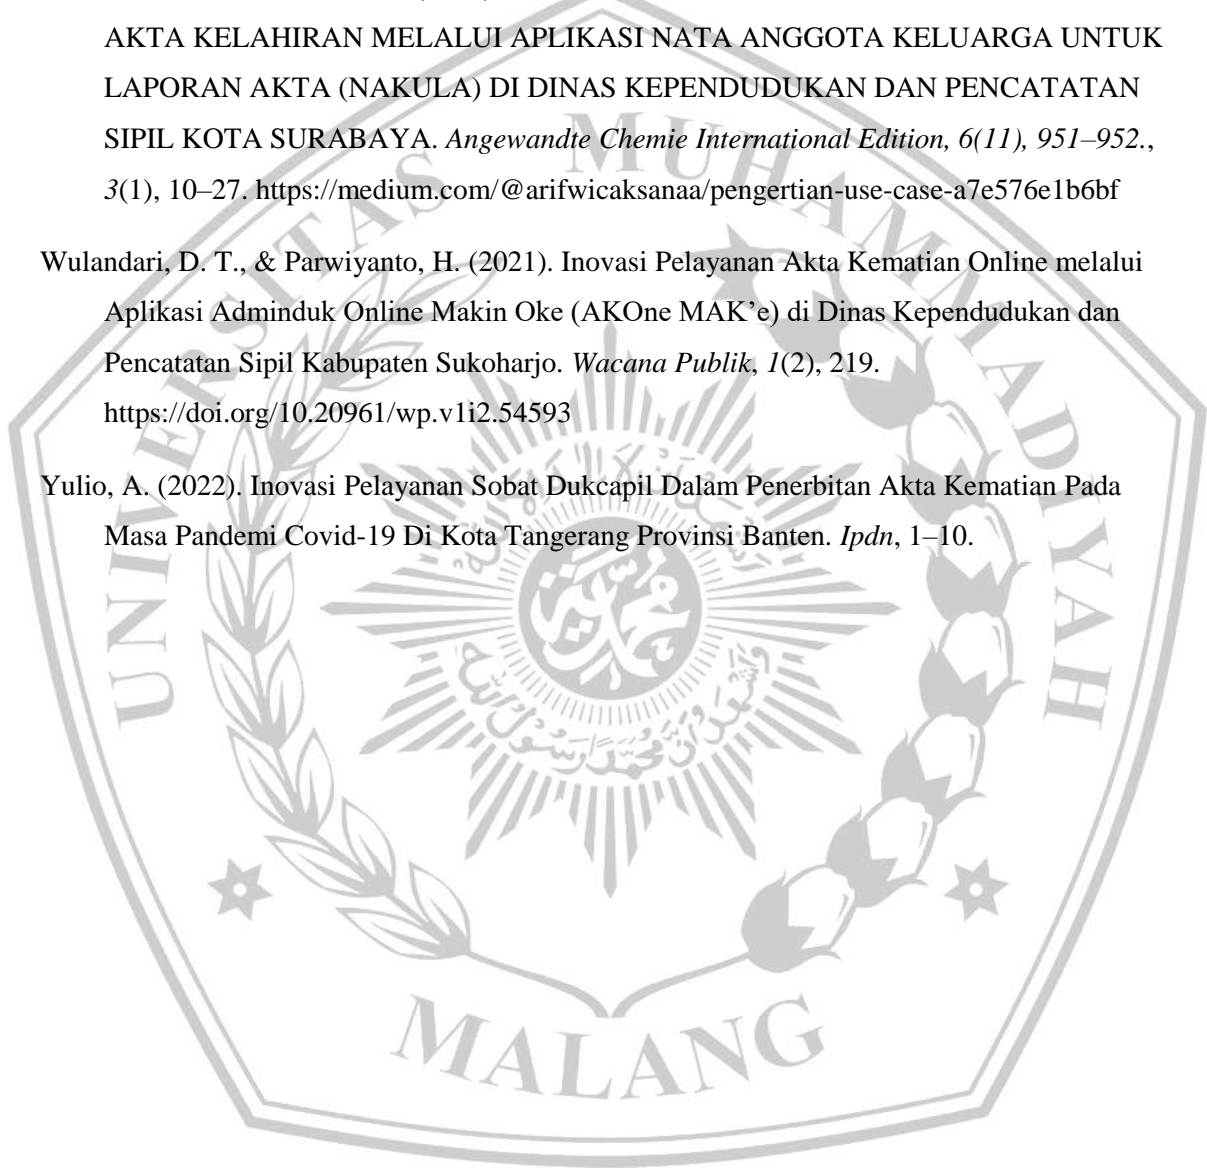 AKTA KELAHIRAN MELALUI APLIKASI NATA ANGGOTA KELUARGA UNTUK
LAPORAN AKTA (NAKULA) DI DINAS KEPENDUDUKAN DAN PENCATATAN
SIPIL KOTA SURABAYA. Angewandte Chemie International Edition, 6(11), 951–952.,
3(1), 10–27. https://medium.com/@arifwicaksanaa/pengertian-use-case-a7e576e1b6bf
Wulandari, D. T., & Parwiyanto, H. (2021). Inovasi Pelayanan Akta Kematian Online melalui
Aplikasi Adminduk Online Makin Oke (AKOne MAK’e) di Dinas Kependudukan dan
Pencatatan Sipil Kabupaten Sukoharjo. Wacana Publik, 1(2), 219.
https://doi.org/10.20961/wp.v1i2.54593
Yulio, A. (2022). Inovasi Pelayanan Sobat Dukcapil Dalam Penerbitan Akta Kematian Pada
Masa Pandemi Covid-19 Di Kota Tangerang Provinsi Banten. Ipdn, 1–10.
UNIVERSITAS MUHAMMADIYAH
MALANG